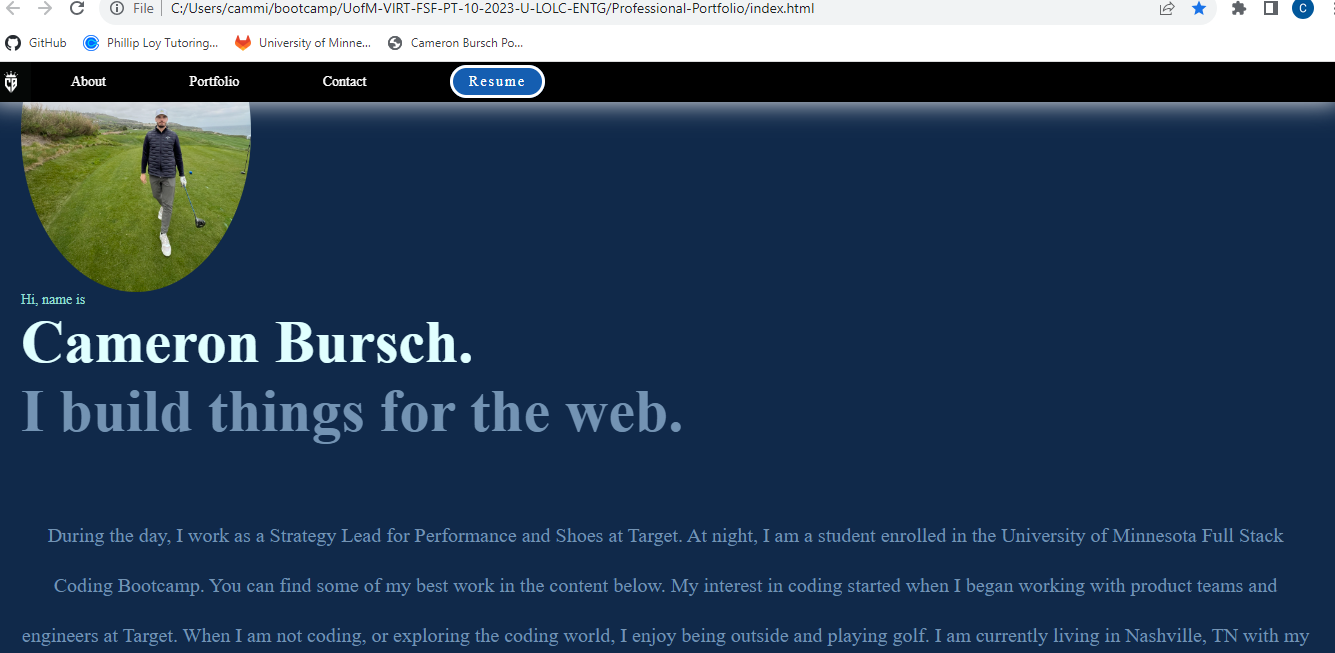 File C:/Users/cammi/bootcamp/UofM-VIRT-FSF-PT-10-2023-U-LOLC-ENTG/Professional-Portfolio/index.html C
GitHub Phillip Loy Tutoring... University of Minne... Cameron Bursch Po...
CB About Portfolio Contact Resume
Hi, name is
Cameron Bursch.
I build things for the web.
During the day, I work as a Strategy Lead for Performance and Shoes at Target. At night, I am a student enrolled in the University of Minnesota Full Stack
Coding Bootcamp. You can find some of my best work in the content below. My interest in coding started when I began working with product teams and
engineers at Target. When I am not coding, or exploring the coding world, I enjoy being outside and playing golf. I am currently living in Nashville, TN with my